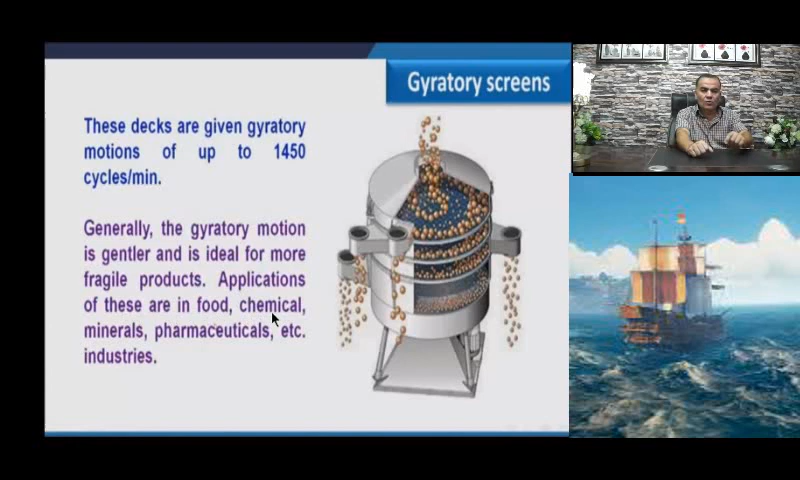 Gyratory screens
These decks are given gyratory
motions of up to 1450
cycles/min.
Generally, the gyratory motion
is gentler and is ideal for more
fragile products. Applications
of these are in food, chemical,
minerals, pharmaceuticals, etc.
industries.